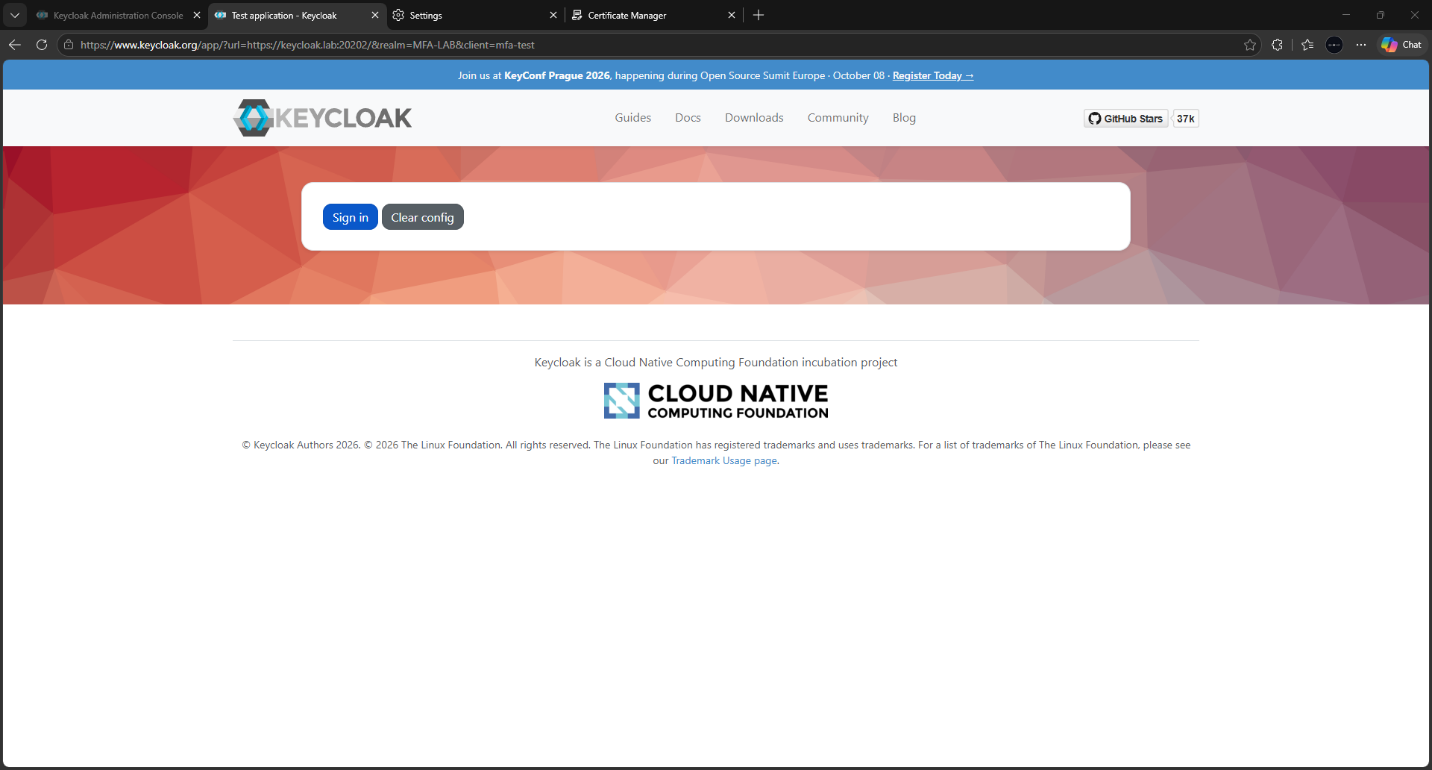 Keycloak Administration Console
Test application - Keycloak
Settings
Certificate Manager
https://www.keycloak.org/app/?url=https://keycloak.lab:20202/&realm=MFA-LAB&client=mfa-test
Chat
Join us at KeyConf Prague 2026, happening during Open Source Sumit Europe · October 08 · Register Today →
KEYCLOAK
Guides
Docs
Downloads
Community
Blog
GitHub Stars
37k
Sign in
Clear config
Keycloak is a Cloud Native Computing Foundation incubation project
CLOUD NATIVE
COMPUTING FOUNDATION
© Keycloak Authors 2026. © 2026 The Linux Foundation. All rights reserved. The Linux Foundation has registered trademarks and uses trademarks. For a list of trademarks of The Linux Foundation, please see
our Trademark Usage page.